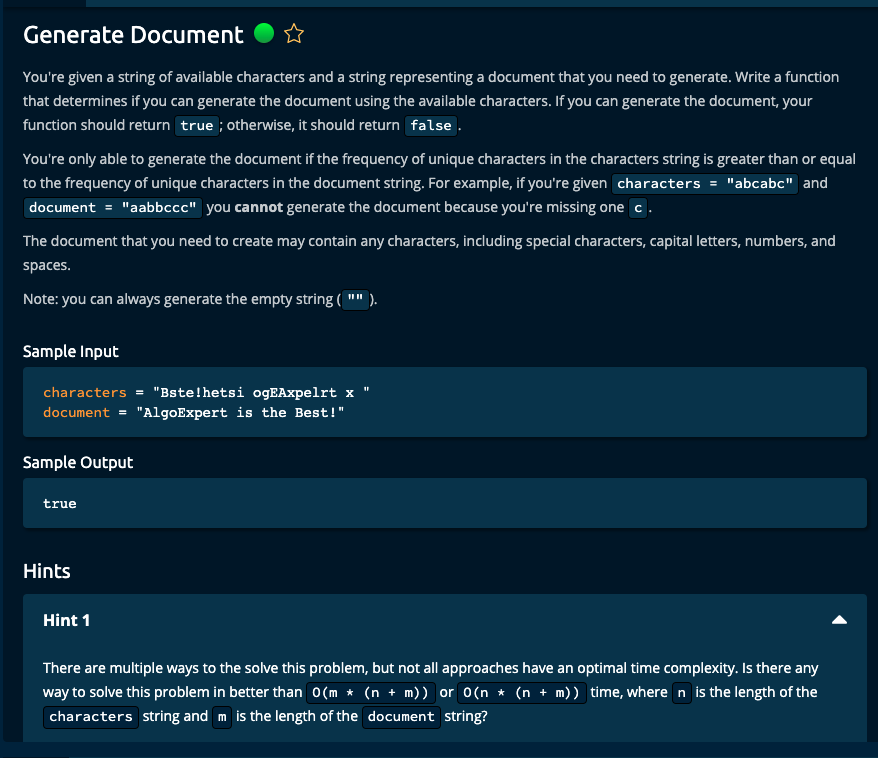 Generate Document
You're given a string of available characters and a string representing a document that you need to generate. Write a function
that determines if you can generate the document using the available characters. If you can generate the document, your
function should return true ; otherwise, it should return false .
You're only able to generate the document if the frequency of unique characters in the characters string is greater than or equal
to the frequency of unique characters in the document string. For example, if you're given characters = "abcabc" and
document = "aabbccc" you cannot generate the document because you're missing one c .
The document that you need to create may contain any characters, including special characters, capital letters, numbers, and
spaces.
Note: you can always generate the empty string ( "" ).
Sample Input
characters = "Bste!hetsi ogEAxpelrt x "
document = "AlgoExpert is the Best!"
Sample Output
true
Hints
Hint 1
There are multiple ways to the solve this problem, but not all approaches have an optimal time complexity. Is there any
way to solve this problem in better than O(m * (n + m)) or O(n * (n + m)) time, where n is the length of the
characters string and m is the length of the document string?